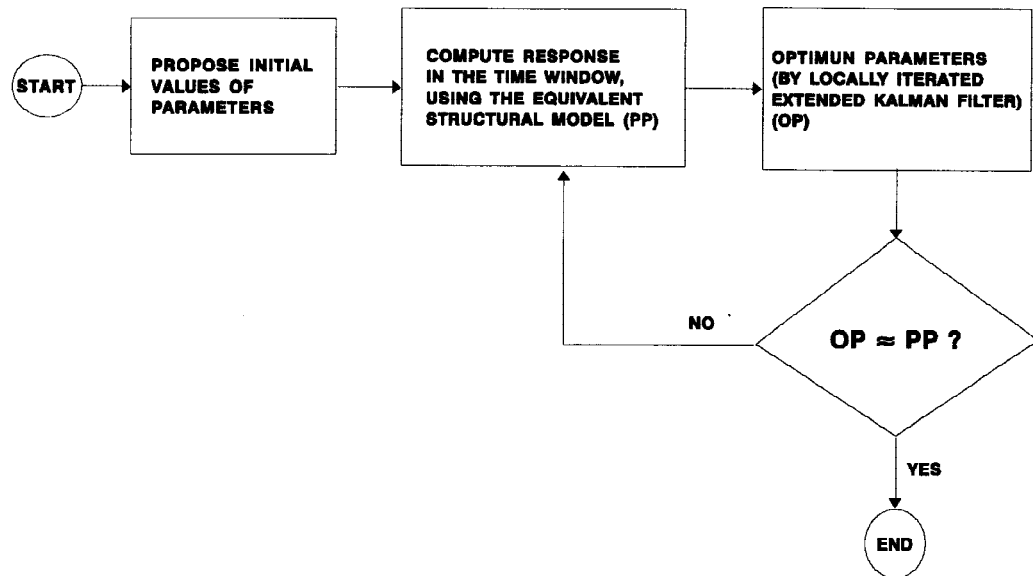 START
PROPOSE INITIAL
VALUES OF
PARAMETERS
COMPUTE RESPONSE
IN THE TIME WINDOW,
USING THE EQUIVALENT
STRUCTURAL MODEL (PP)
OPTIMUN PARAMETERS
(BY LOCALLY ITERATED
EXTENDED KALMAN FILTER)
(OP)
OP ≈ PP ?
NO
YES
END